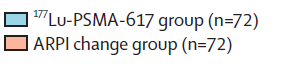 ¹⁷⁷Lu-PSMA-617 group (n=72)
ARPI change group (n=72)